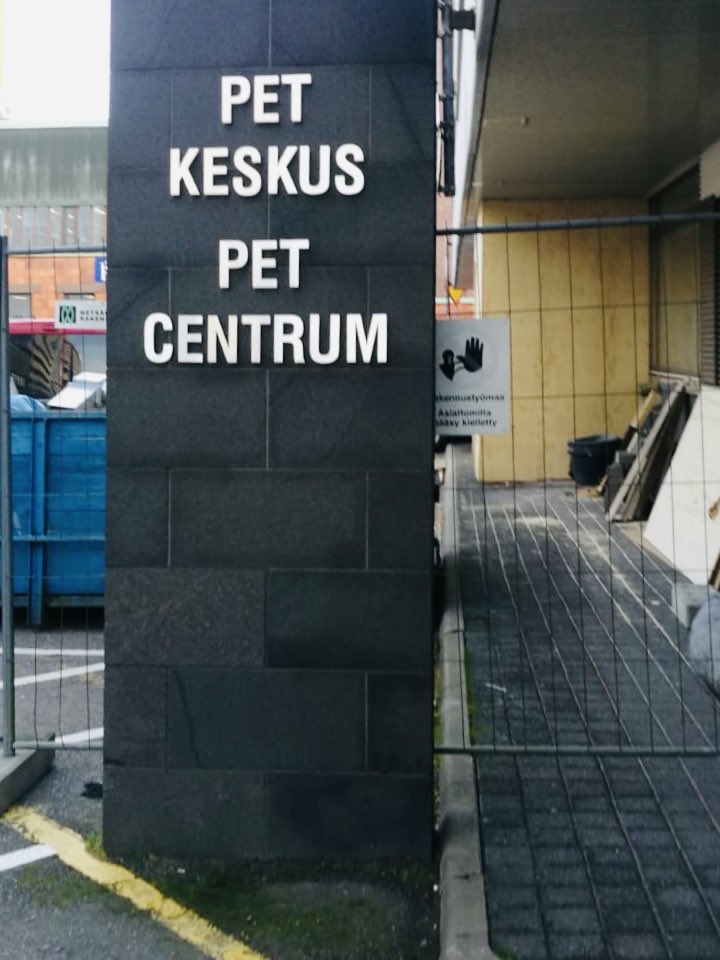 PET
KESKUS
PET
CENTRUM
Rakennustyömaa
Asiattomilta
pääsy kielletty